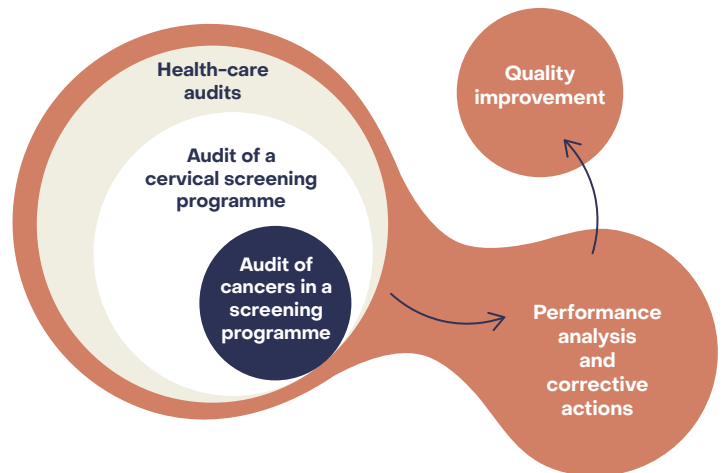 Health-care
audits
Audit of a
cervical screening
programme
Audit of
cancers in a
screening
programme
Quality
improvement
Performance
analysis
and
corrective
actions